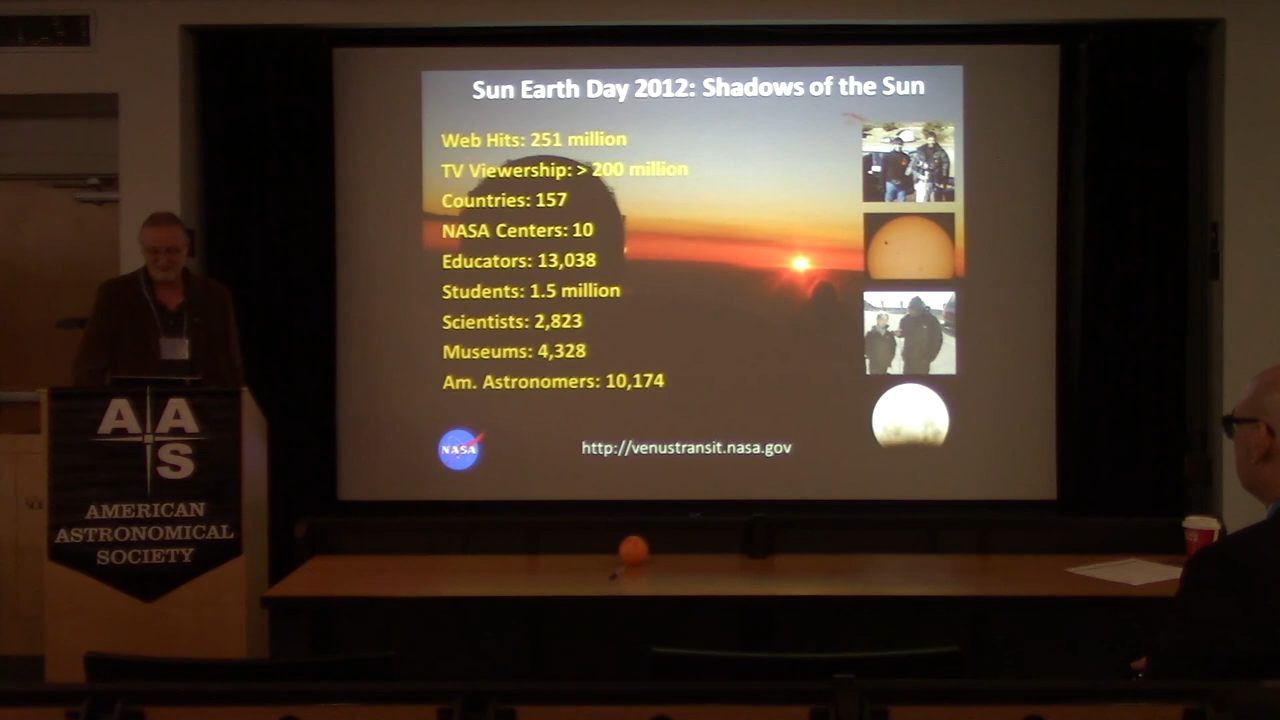 Sun Earth Day 2012: Shadows of the Sun
Web Hits: 251 million
TV Viewership: > 200 million
Countries: 157
NASA Centers: 10
Educators: 13,038
Students: 1.5 million
Scientists: 2,823
Museums: 4,328
Am. Astronomers: 10,174
NASA
http://venustransit.nasa.gov
A A
S
AMERICAN
ASTRONOMICAL
SOCIETY